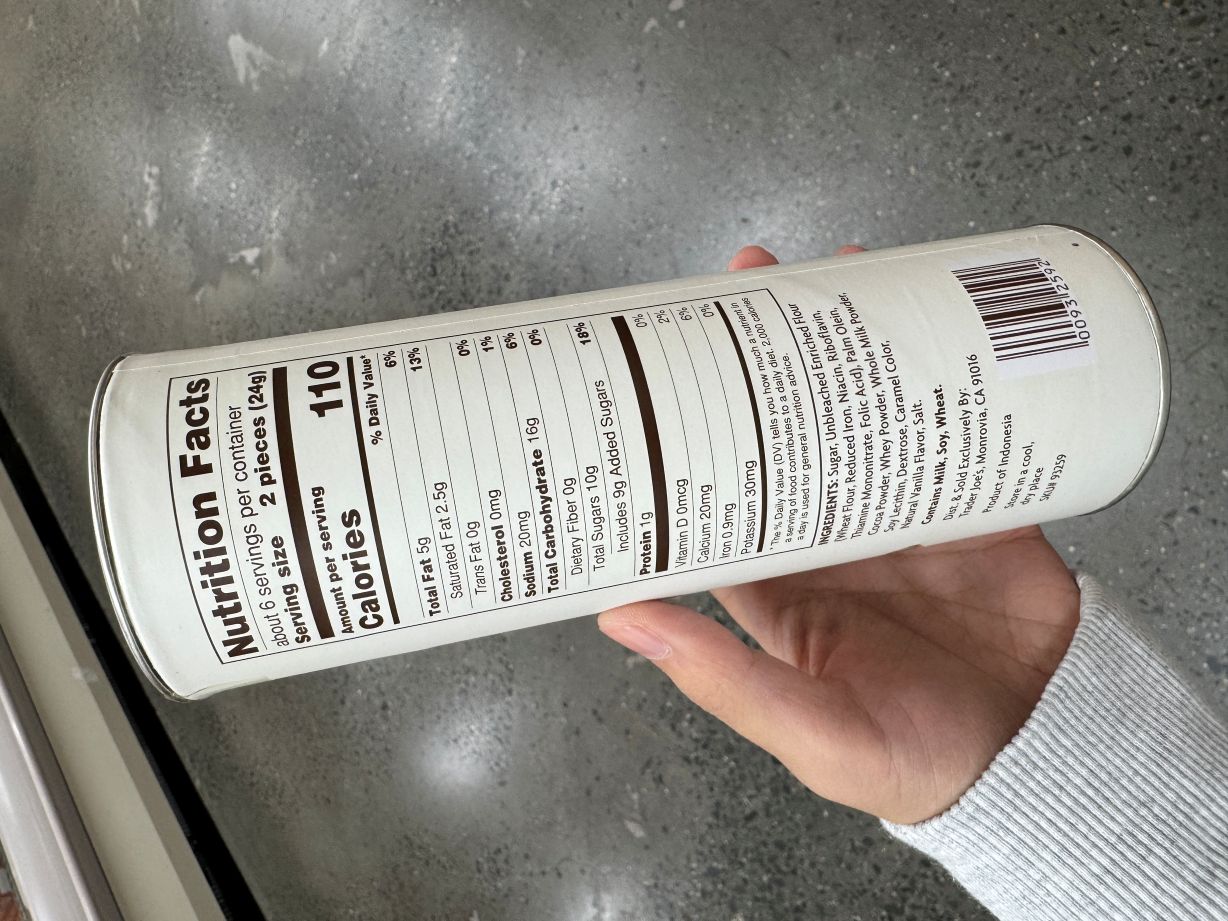 Nutrition Facts
about 6 servings per container
Serving size 2 pieces (24g)
Amount per serving
Calories 110
% Daily Value*
Total Fat 5g 6%
Saturated Fat 2.5g 13%
Trans Fat 0g
Cholesterol 0mg 0%
Sodium 20mg 1%
Total Carbohydrate 16g 6%
Dietary Fiber 0g 0%
Total Sugars 10g
Includes 9g Added Sugars 18%
Protein 1g
Vitamin D 0mcg 0%
Calcium 20mg 2%
Iron 0.9mg 6%
Potassium 30mg 0%
*The % Daily Value (DV) tells you how much a nutrient in
a serving of food contributes to a daily diet. 2,000 calories
a day is used for general nutrition advice.
INGREDIENTS: Sugar, Unbleached Enriched Flour
(Wheat Flour, Reduced Iron, Niacin, Riboflavin,
Thiamine Mononitrate, Folic Acid), Palm Olein,
Cocoa Powder, Whey Powder, Whole Milk Powder,
Soy Lecithin, Dextrose, Caramel Color,
Natural Vanilla Flavor, Salt.
Contains Milk, Soy, Wheat.
Dist. & Sold Exclusively By:
Trader Joe's, Monrovia, CA 91016
Product of Indonesia
Store in a cool,
dry place
SKU# 93259
00932592